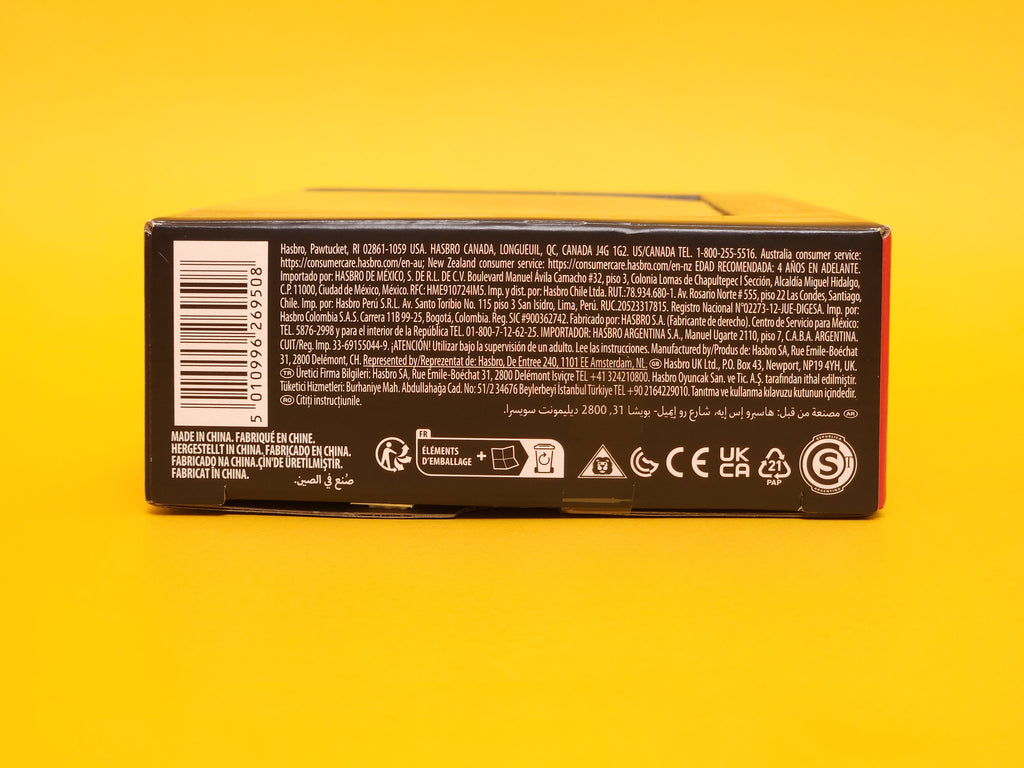 Hasbro, Pawtucket, RI 02861-1059 USA. HASBRO CANADA, LONGUEUIL, QC, CANADA J4G 1G2. US/CANADA TEL. 1-800-255-5516. Australia consumer service:
https://consumercare.hasbro.com/en-au; New Zealand consumer service: https://consumercare.hasbro.com/en-nz EDAD RECOMENDADA: 4 AÑOS EN ADELANTE.
Importado por: HASBRO DE MÉXICO, S. DE R.L. DE C.V. Boulevard Manuel Ávila Camacho #32, piso 3, Colonia Lomas de Chapultepec I Sección, Alcaldía Miguel Hidalgo,
C.P. 11000, Ciudad de México, México. RFC: HME910724IM5. Imp. y dist. por: Hasbro Chile Ltda. RUT.:78.934.680-1. Av. Rosario Norte # 555, piso 22 Las Condes, Santiago,
Chile. Imp. por: Hasbro Perú S.R.L. Av. Santo Toribio No. 115 piso 3 San Isidro, Lima, Perú. RUC.20523317815. Registro Nacional N°02273-12-JUE-DIGESA. Imp. por:
Hasbro Colombia S.A.S. Carrera 11B 99-25, Bogotá, Colombia. Reg. SIC #900362742. Fabricado por: HASBRO S.A. (Fabricante de derecho). Centro de Servicio para México:
TEL. 5876-2998 y para el interior de la República TEL. 01-800-7-12-62-25. IMPORTADOR: HASBRO ARGENTINA S.A., Manuel Ugarte 2110, piso 7, C.A.B.A. ARGENTINA.
CUIT/Reg. Imp. 33-69155044-9. ¡ATENCIÓN! Utilizar bajo la supervisión de un adulto. Lee las instrucciones. Manufactured by/Produs de: Hasbro SA, Rue Emile-Boéchat
31, 2800 Delémont, CH. Represented by/Reprezentat de: Hasbro, De Entree 240, 1101 EE Amsterdam, NL. GB Hasbro UK Ltd., P.O. Box 43, Newport, NP19 4YH, UK.
TR Üretici Firma Bilgileri: Hasbro SA, Rue Emile-Boéchat 31, 2800 Delémont Isviçre TEL +41 324210800. Hasbro Oyuncak San. ve Tic. A.Ş. tarafından ithal edilmiştir.
Tüketici Hizmetleri: Burhaniye Mah. Abdullahağa Cad. No: 51/2 34676 Beylerbeyi İstanbul Türkiye TEL +90 2164229010. Tanıtma ve kullanma kılavuzu kutunun içindedir.
RO Citiți instrucțiunile.
AR مصنعة من قبل: هاسبرو إس إيه، شارع رو إيميل- بويشا 31, 2800 ديليمونت سويسرا.
5 010996 269508
MADE IN CHINA. FABRIQUÉ EN CHINE.
HERGESTELLT IN CHINA. FABRICADO EN CHINA.
FABRICADO NA CHINA.ÇİN'DE ÜRETİLMİŞTİR.
FABRICAT ÎN CHINA.
صُنع في الصين.
FR
ÉLÉMENTS
D'EMBALLAGE +
CE
UK
CA
21
PAP
REPUBLICA
S
ARGENTINA